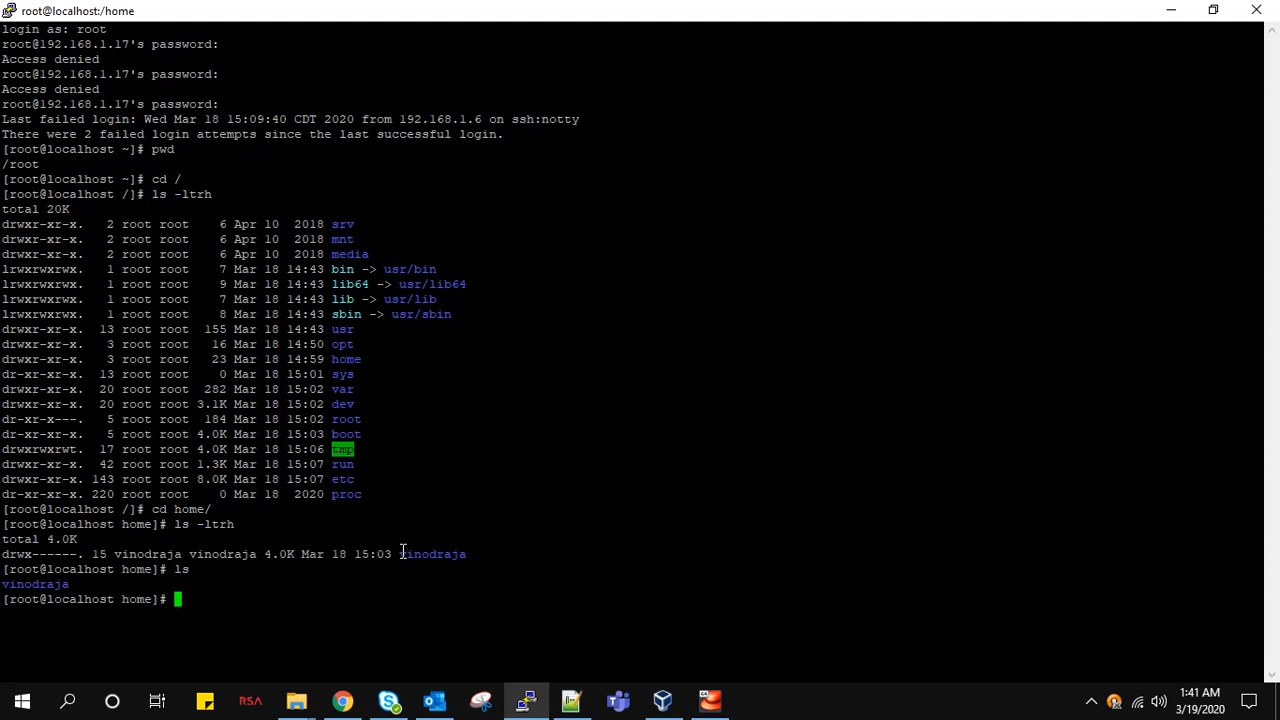 root@localhost:/home
login as: root
root@192.168.1.17's password:
Access denied
root@192.168.1.17's password:
Access denied
root@192.168.1.17's password:
Last failed login: Wed Mar 18 15:09:40 CDT 2020 from 192.168.1.6 on ssh:notty
There were 2 failed login attempts since the last successful login.
[root@localhost ~]# pwd
/root
[root@localhost ~]# cd /
[root@localhost /]# ls -ltrh
total 20K
drwxr-xr-x.   2 root root    6 Apr 10  2018 srv
drwxr-xr-x.   2 root root    6 Apr 10  2018 mnt
drwxr-xr-x.   2 root root    6 Apr 10  2018 media
lrwxrwxrwx.   1 root root    7 Mar 18 14:43 bin -> usr/bin
lrwxrwxrwx.   1 root root    9 Mar 18 14:43 lib64 -> usr/lib64
lrwxrwxrwx.   1 root root    7 Mar 18 14:43 lib -> usr/lib
lrwxrwxrwx.   1 root root    8 Mar 18 14:43 sbin -> usr/sbin
drwxr-xr-x.  13 root root  155 Mar 18 14:43 usr
drwxr-xr-x.   3 root root   16 Mar 18 14:50 opt
drwxr-xr-x.   3 root root   23 Mar 18 14:59 home
dr-xr-xr-x.  13 root root    0 Mar 18 15:01 sys
drwxr-xr-x.  20 root root  282 Mar 18 15:02 var
drwxr-xr-x.  20 root root 3.1K Mar 18 15:02 dev
dr-xr-x---.   5 root root  184 Mar 18 15:02 root
dr-xr-xr-x.   5 root root 4.0K Mar 18 15:03 boot
drwxrwxrwt.  17 root root 4.0K Mar 18 15:06 tmp
drwxr-xr-x.  42 root root 1.3K Mar 18 15:07 run
drwxr-xr-x. 143 root root 8.0K Mar 18 15:07 etc
dr-xr-xr-x. 220 root root    0 Mar 18  2020 proc
[root@localhost /]# cd home/
[root@localhost home]# ls -ltrh
total 4.0K
drwx------. 15 vinodraja vinodraja 4.0K Mar 18 15:03 vinodraja
[root@localhost home]# ls
vinodraja
[root@localhost home]#
RSA
1:41 AM
3/19/2020